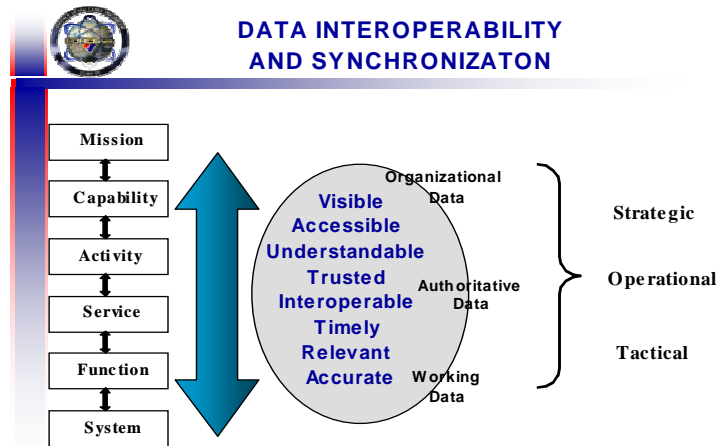 DATA INTEROPERABILITY
AND SYNCHRONIZATON
Mission
Capability
Activity
Service
Function
System
Visible
Accessible
Understandable
Trusted
Interoperable
Timely
Relevant
Accurate
Organizational
Data
Authoritative
Data
Working
Data
Strategic
Operational
Tactical